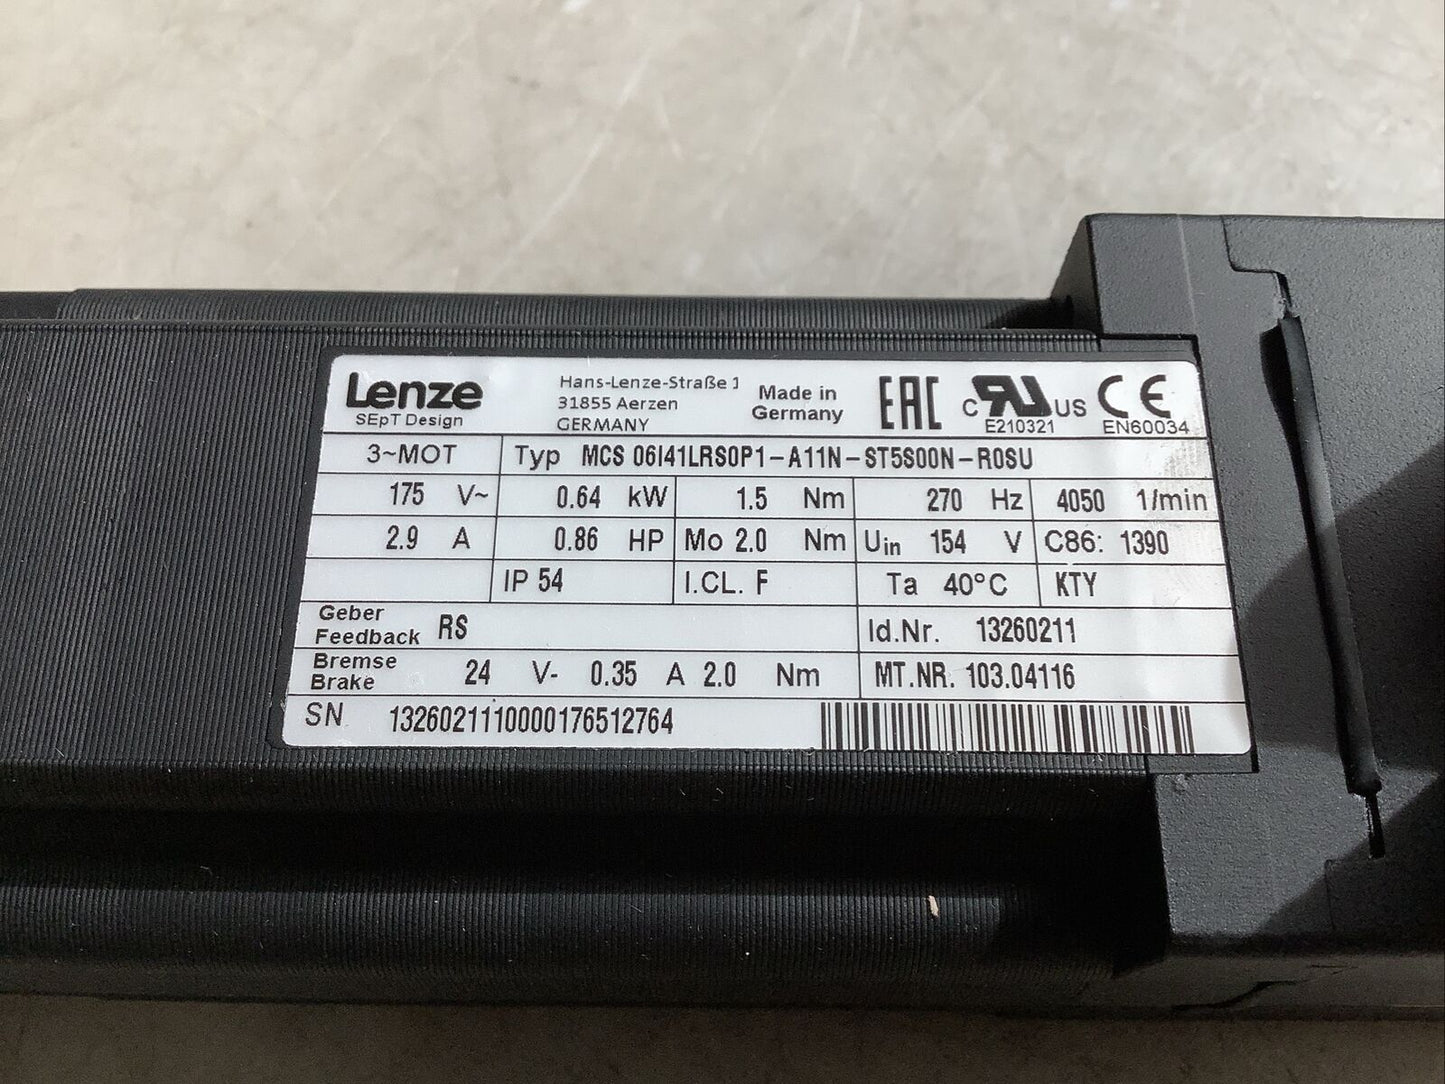 Lenze
SEpT Design
Hans-Lenze-Straße 1
31855 Aerzen
GERMANY
Made in
Germany
EAC
C RU US
E210321
CE
EN60034
3~MOT Typ MCS 06I41LRS0P1-A11N-ST5S00N-R0SU
175 V~ 0.64 kW 1.5 Nm 270 Hz 4050 1/min
2.9 A 0.86 HP Mo 2.0 Nm Uin 154 V C86: 1390
IP 54 I.CL. F Ta 40°C KTY
Geber
Feedback RS Id.Nr. 13260211
Bremse
Brake 24 V- 0.35 A 2.0 Nm MT.NR. 103.04116
SN 1326021110000176512764